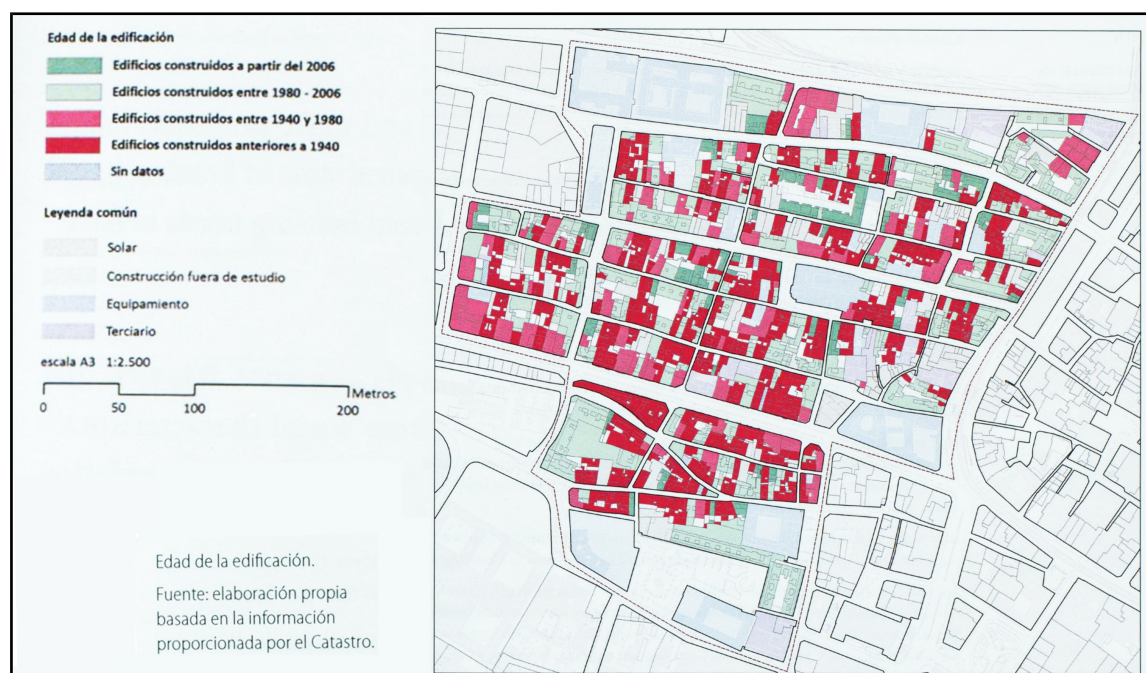 Edad de la edificación
Edificios construidos a partir del 2006
Edificios construidos entre 1980 - 2006
Edificios construidos entre 1940 y 1980
Edificios construidos anteriores a 1940
Sin datos
Leyenda común
Solar
Construcción fuera de estudio
Equipamiento
Terciario
escala A3 1:2.500
Metros
0 50 100 200
Edad de la edificación.
Fuente: elaboración propia
basada en la información
proporcionada por el Catastro.